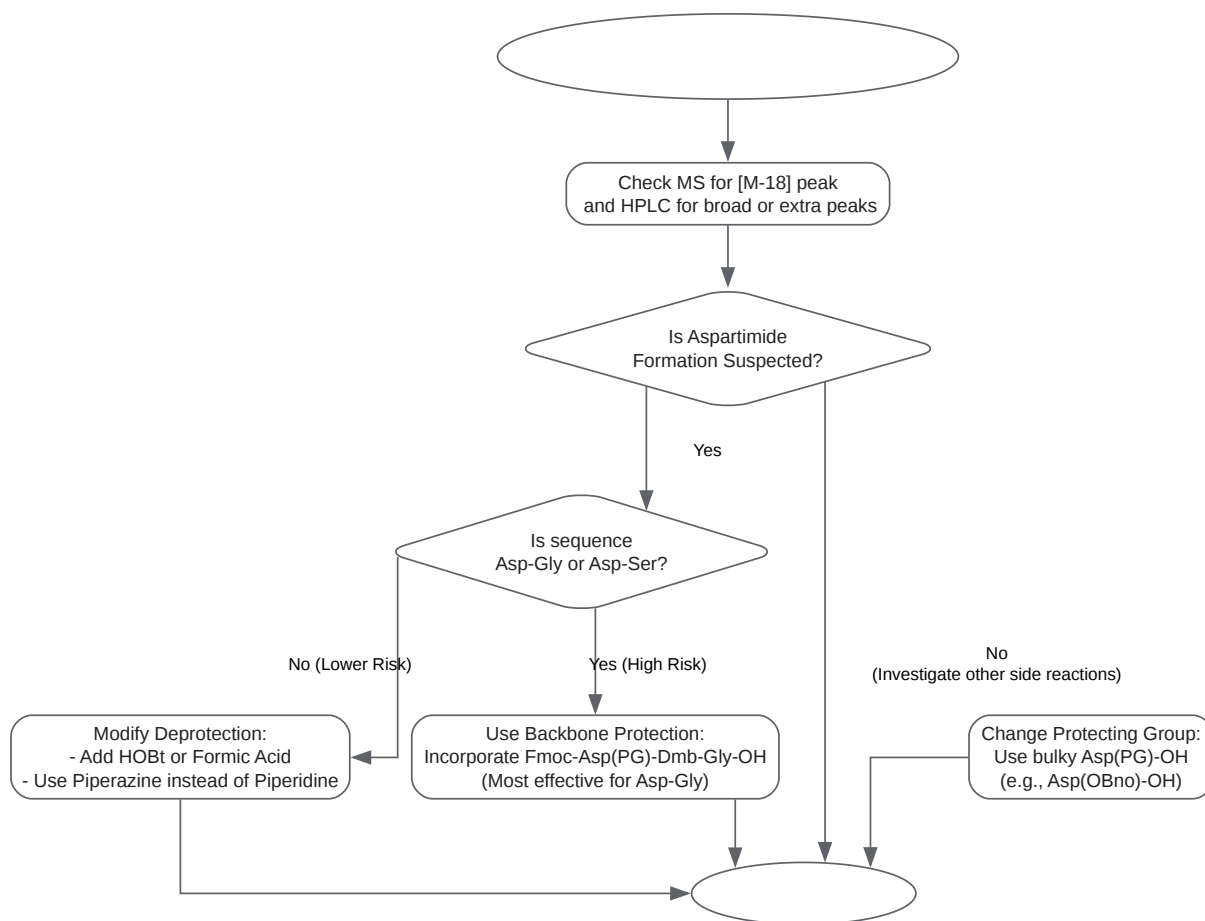 Check MS for [M-18] peak
and HPLC for broad or extra peaks
Is Aspartimide
Formation Suspected?
Yes
Is sequence
Asp-Gly or Asp-Ser?
No (Lower Risk)
Yes (High Risk)
No
(Investigate other side reactions)
Modify Deprotection:
- Add HOBt or Formic Acid
- Use Piperazine instead of Piperidine
Use Backbone Protection:
Incorporate Fmoc-Asp(PG)-Dmb-Gly-OH
(Most effective for Asp-Gly)
Change Protecting Group:
Use bulky Asp(PG)-OH
(e.g., Asp(OBno)-OH)